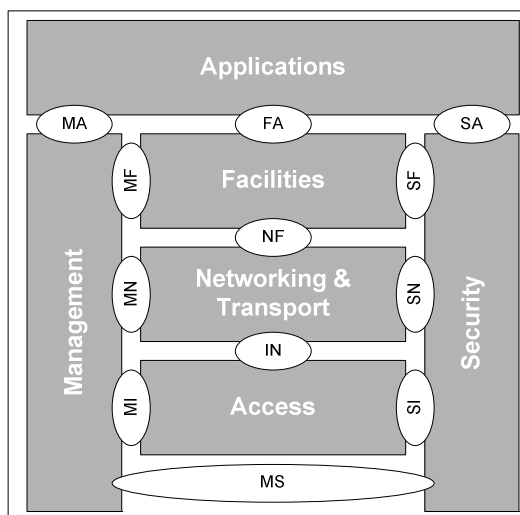 Applications
MA
FA
SA
MF
Facilities
SF
NF
Management
MN
Networking &
Transport
SN
Security
IN
MI
Access
SI
MS